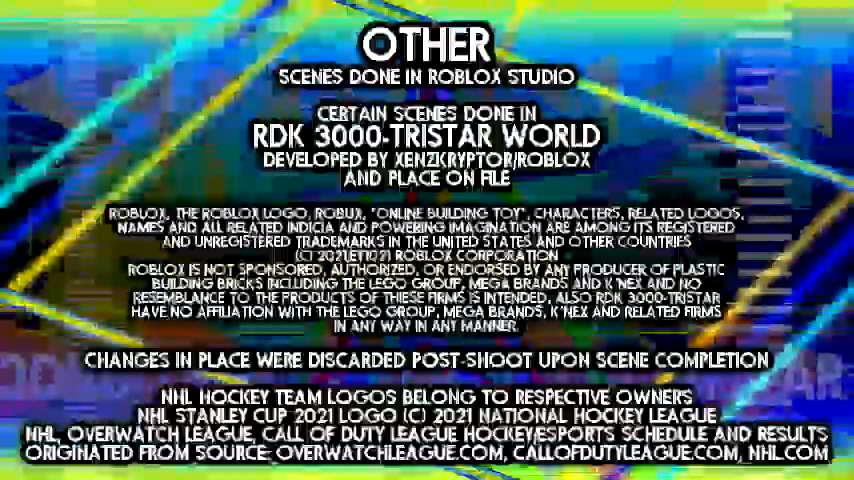 OTHER
SCENES DONE IN ROBLOX STUDIO
CERTAIN SCENES DONE IN
RDK 3000-TRISTAR WORLD
DEVELOPED BY XENZKRYPTOR/ROBLOX
AND PLACE ON FILE
ROBLOX, THE ROBLOX LOGO, ROBUX, "ONLINE BUILDING TOY", CHARACTERS, RELATED LOGOS,
NAMES AND ALL RELATED INDICIA AND POWERING IMAGINATION ARE AMONG ITS REGISTERED
AND UNREGISTERED TRADEMARKS IN THE UNITED STATES AND OTHER COUNTRIES
ROBLOX CORPORATION
ROBLOX IS NOT SPONSORED, AUTHORIZED, OR ENDORSED BY ANY PRODUCER OF PLASTIC
BUILDING BRICKS INCLUDING THE LEGO GROUP, MEGA BRANDS AND K'NEX AND NO
RESEMBLANCE TO THE PRODUCTS OF THESE FIRMS IS INTENDED, ALSO RDK 3000-TRISTAR
HAVE NO AFFILIATION WITH THE LEGO GROUP, MEGA BRANDS, K'NEX AND RELATED FIRMS
IN ANY WAY IN ANY MANNER.
CHANGES IN PLACE WERE DISCARDED POST-SHOOT UPON SCENE COMPLETION
NHL HOCKEY TEAM LOGOS BELONG TO RESPECTIVE OWNERS
NHL STANLEY CUP 2021 LOGO (C) 2021 NATIONAL HOCKEY LEAGUE
NHL, OVERWATCH LEAGUE, CALL OF DUTY LEAGUE HOCKEY/ESPORTS SCHEDULE AND RESULTS
ORIGINATED FROM SOURCE: OVERWATCHLEAGUE.COM, CALLOFDUTYLEAGUE.COM, NHL.COM